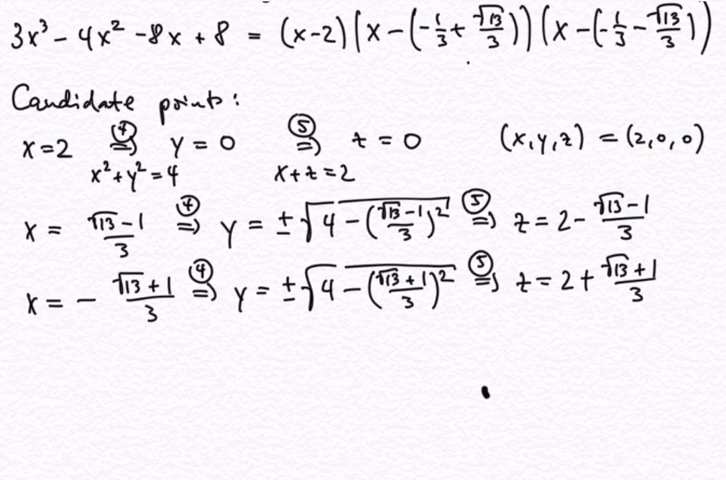 3x³ - 4x² - 8x + 8 = (x-2)(x-(-1/3 + √13/3))(x-(-1/3 - √13/3))
Candidate points:
x=2 ④⇒ y=0 ⑤⇒ z=0 (x,y,z)=(2,0,0)
x²+y²=4 x+z=2
x = (√13-1)/3 ④⇒ y = ±√(4-((√13-1)/3)²) ⑤⇒ z = 2 - (√13-1)/3
x = - (√13+1)/3 ④⇒ y = ±√(4-((√13+1)/3)²) ⑤⇒ z = 2 + (√13+1)/3